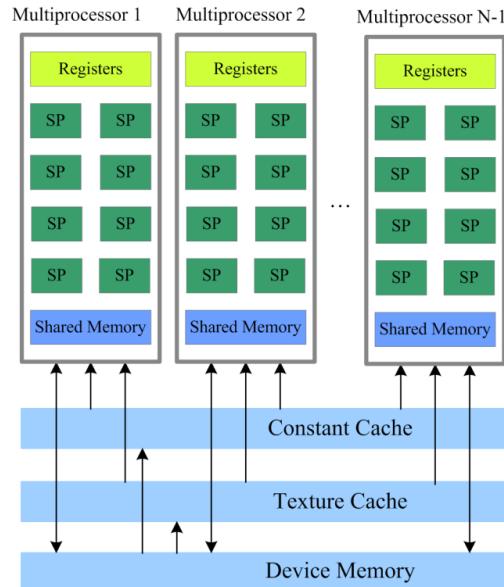 Multiprocessor 1 Multiprocessor 2 Multiprocessor N-1
Registers Registers Registers
SP SP SP SP SP SP
SP SP SP SP SP SP
SP SP SP SP ... SP SP
SP SP SP SP SP SP
Shared Memory Shared Memory Shared Memory
Constant Cache
Texture Cache
Device Memory